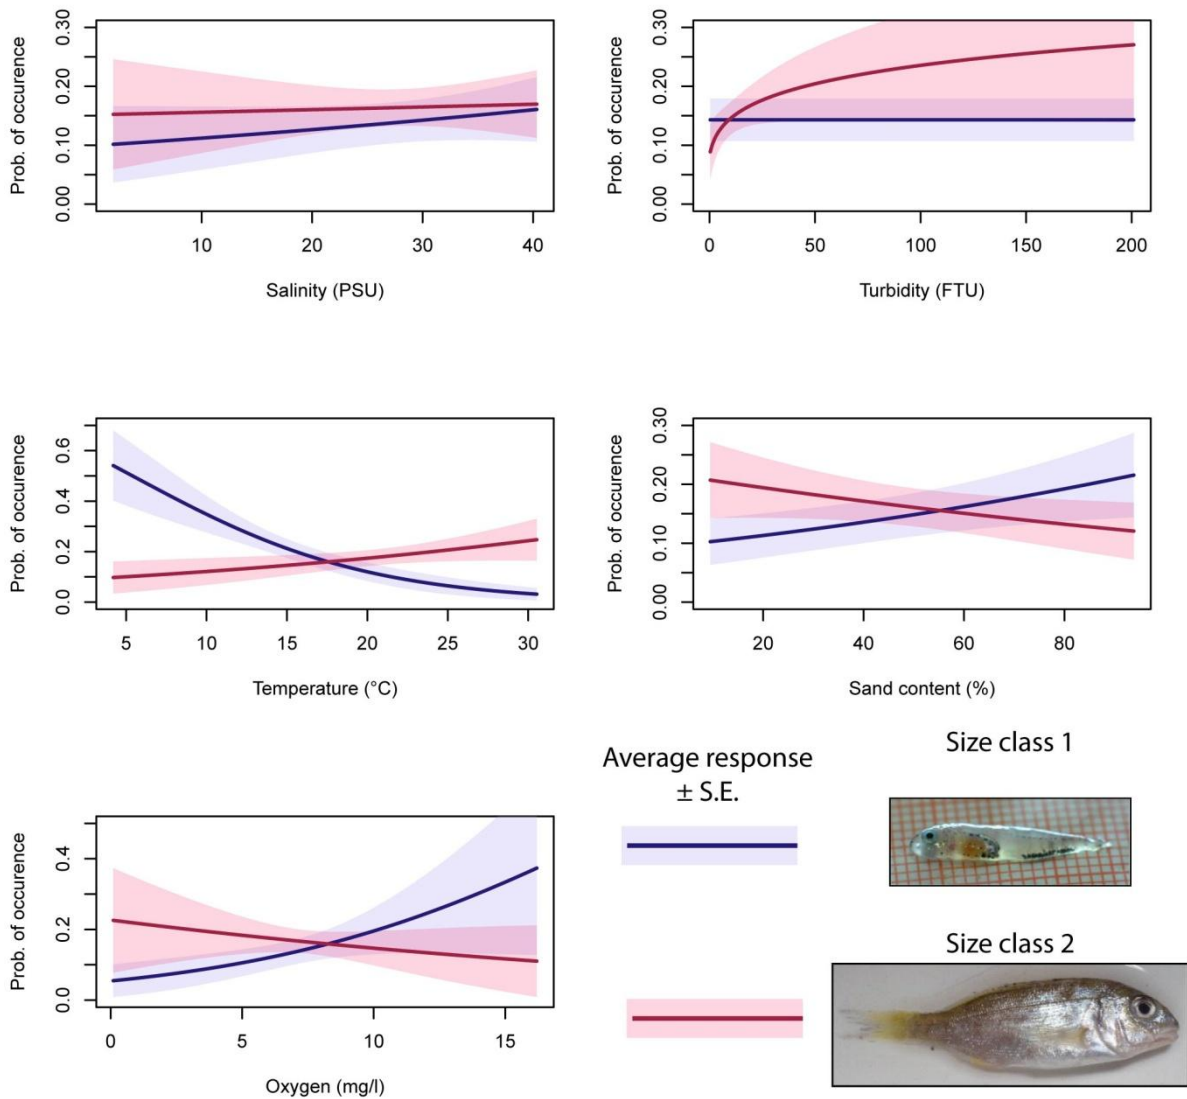 Prob. of occurence
0.00 0.10 0.20 0.30
10 20 30 40
Salinity (PSU)
Prob. of occurence
0.00 0.10 0.20 0.30
0 50 100 150 200
Turbidity (FTU)
Prob. of occurence
0.0 0.2 0.4 0.6
5 10 15 20 25 30
Temperature (°C)
Prob. of occurence
0.00 0.10 0.20 0.30
20 40 60 80
Sand content (%)
Prob. of occurence
0.0 0.2 0.4
0 5 10 15
Oxygen (mg/l)
Average response
± S.E.
Size class 1
Size class 2